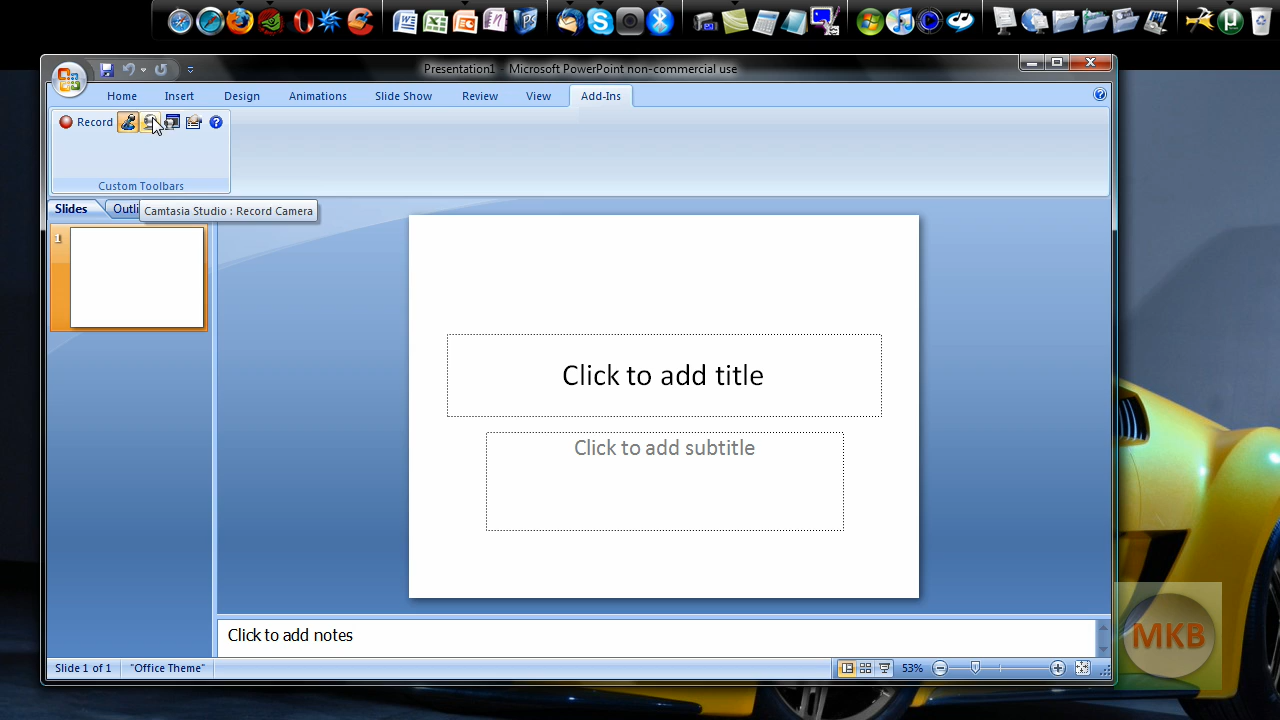 Presentation1 - Microsoft PowerPoint non-commercial use
Home Insert Design Animations Slide Show Review View Add-Ins
Record
Custom Toolbars
Slides Outli
Camtasia Studio : Record Camera
1
Click to add title
Click to add subtitle
Click to add notes
MKB
Slide 1 of 1 "Office Theme" 53%